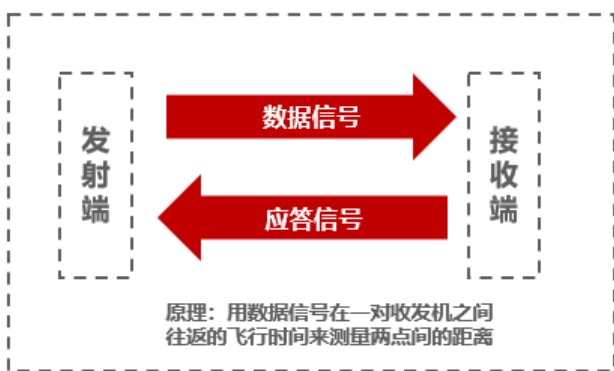 发射端
数据信号
接收端
应答信号
原理：用数据信号在一对收发机之间
往返的飞行时间来测量两点间的距离